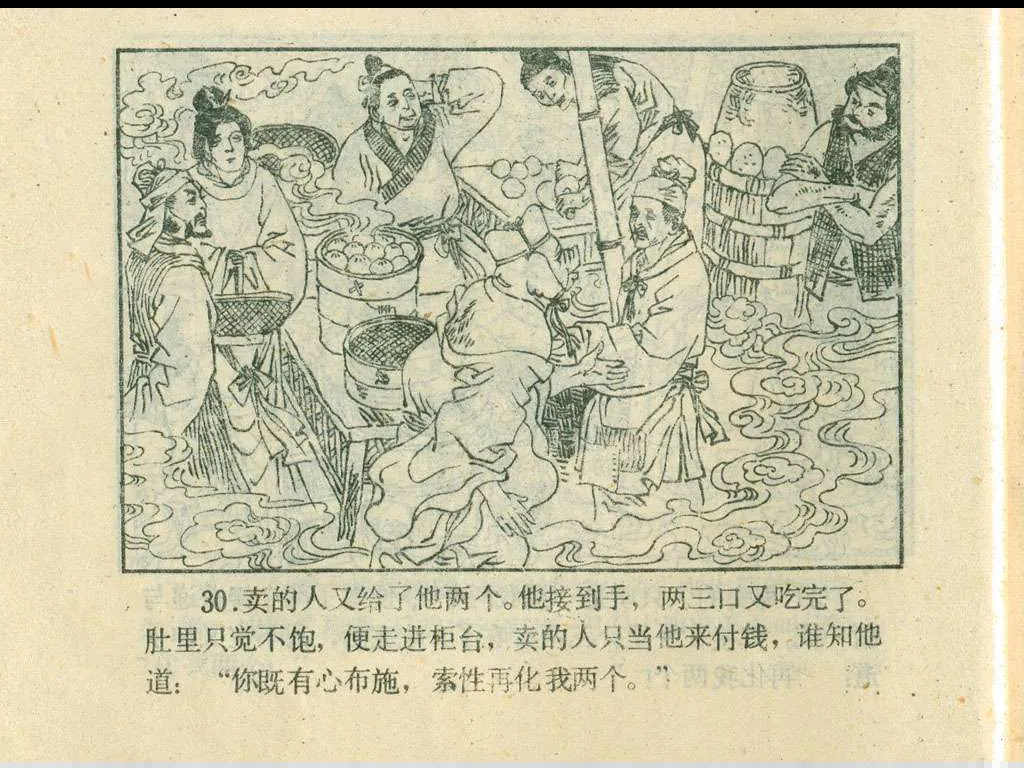 30.卖的人又给了他两个。他接到手，两三口又吃完了。
肚里只觉不饱，便走进柜台，卖的人只当他来付钱，谁知他
道：“你既有心布施，索性再化我两个。”